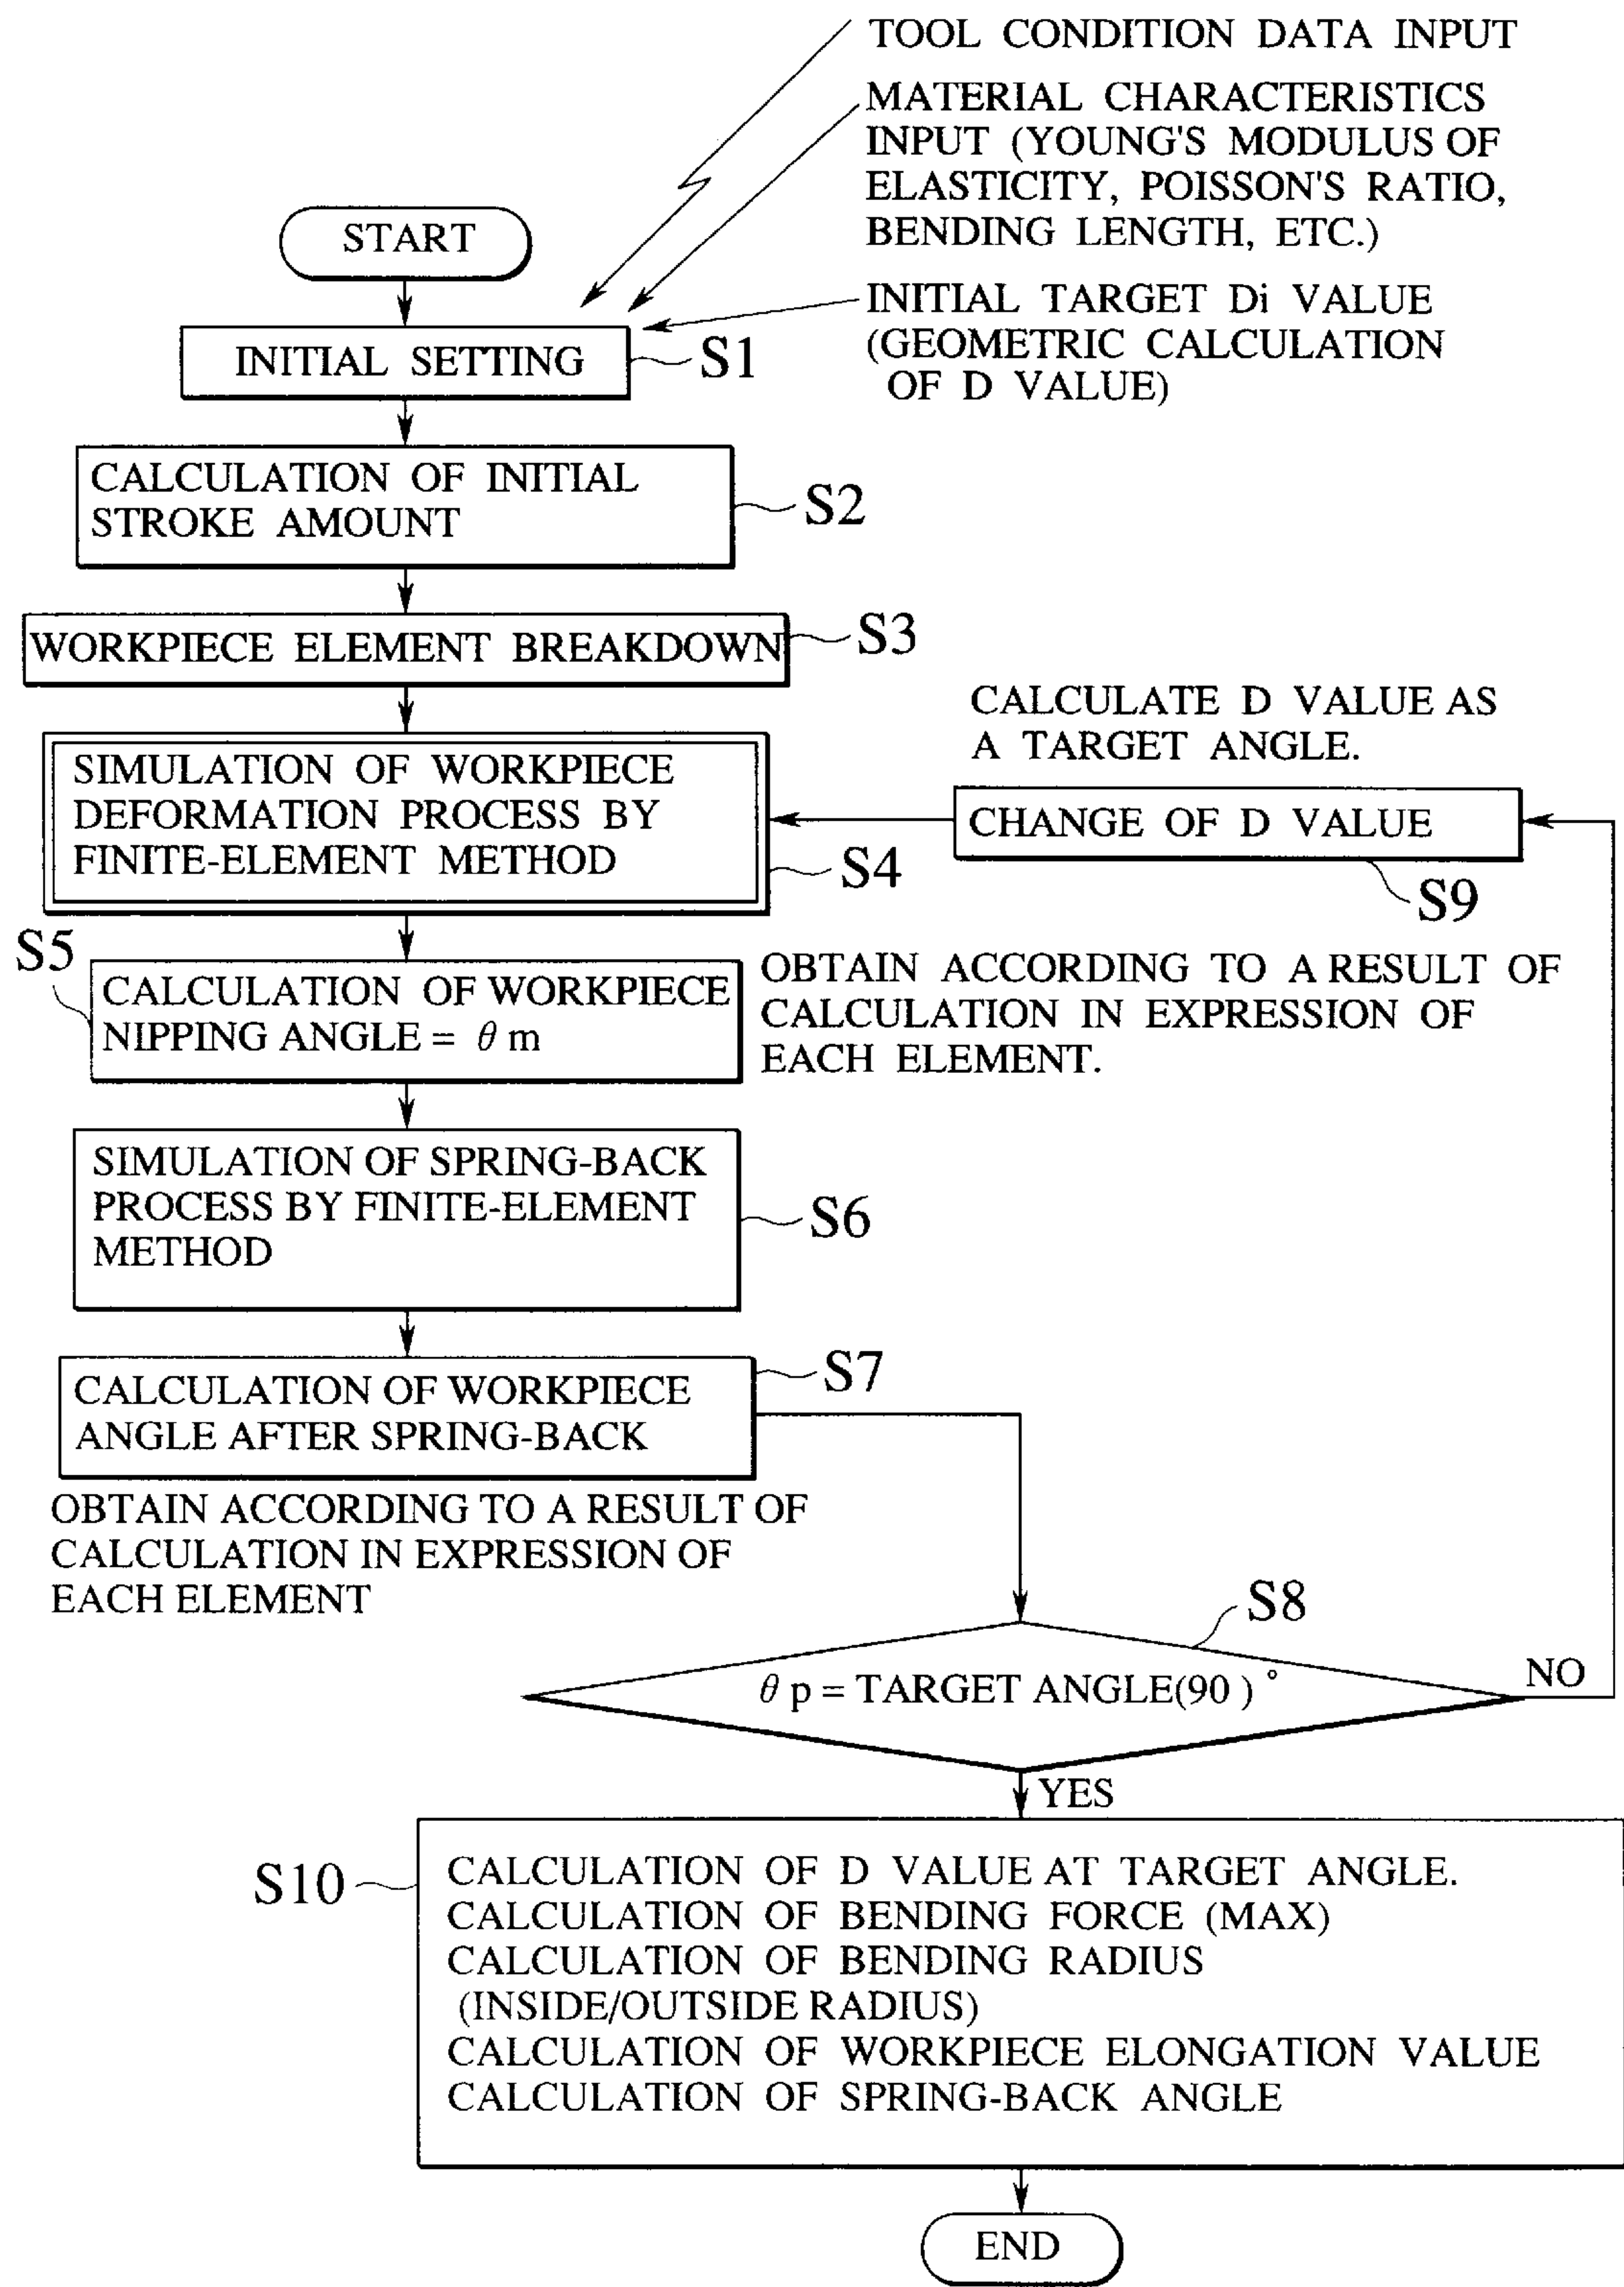 TOOL CONDITION DATA INPUT
MATERIAL CHARACTERISTICS
INPUT (YOUNG'S MODULUS OF
ELASTICITY, POISSON'S RATIO,
BENDING LENGTH, ETC.)
START
INITIAL TARGET Di VALUE
(GEOMETRIC CALCULATION
OF D VALUE)
INITIAL SETTING
S1
CALCULATION OF INITIAL
STROKE AMOUNT
S2
WORKPIECE ELEMENT BREAKDOWN
S3
CALCULATE D VALUE AS
A TARGET ANGLE.
SIMULATION OF WORKPIECE
DEFORMATION PROCESS BY
FINITE-ELEMENT METHOD
S4
CHANGE OF D VALUE
S9
S5
CALCULATION OF WORKPIECE
NIPPING ANGLE = θ m
OBTAIN ACCORDING TO A RESULT OF
CALCULATION IN EXPRESSION OF
EACH ELEMENT.
SIMULATION OF SPRING-BACK
PROCESS BY FINITE-ELEMENT
METHOD
S6
CALCULATION OF WORKPIECE
ANGLE AFTER SPRING-BACK
S7
OBTAIN ACCORDING TO A RESULT OF
CALCULATION IN EXPRESSION OF
EACH ELEMENT
S8
θ p = TARGET ANGLE(90 ) °
NO
YES
S10
CALCULATION OF D VALUE AT TARGET ANGLE.
CALCULATION OF BENDING FORCE (MAX)
CALCULATION OF BENDING RADIUS
(INSIDE/OUTSIDE RADIUS)
CALCULATION OF WORKPIECE ELONGATION VALUE
CALCULATION OF SPRING-BACK ANGLE
END